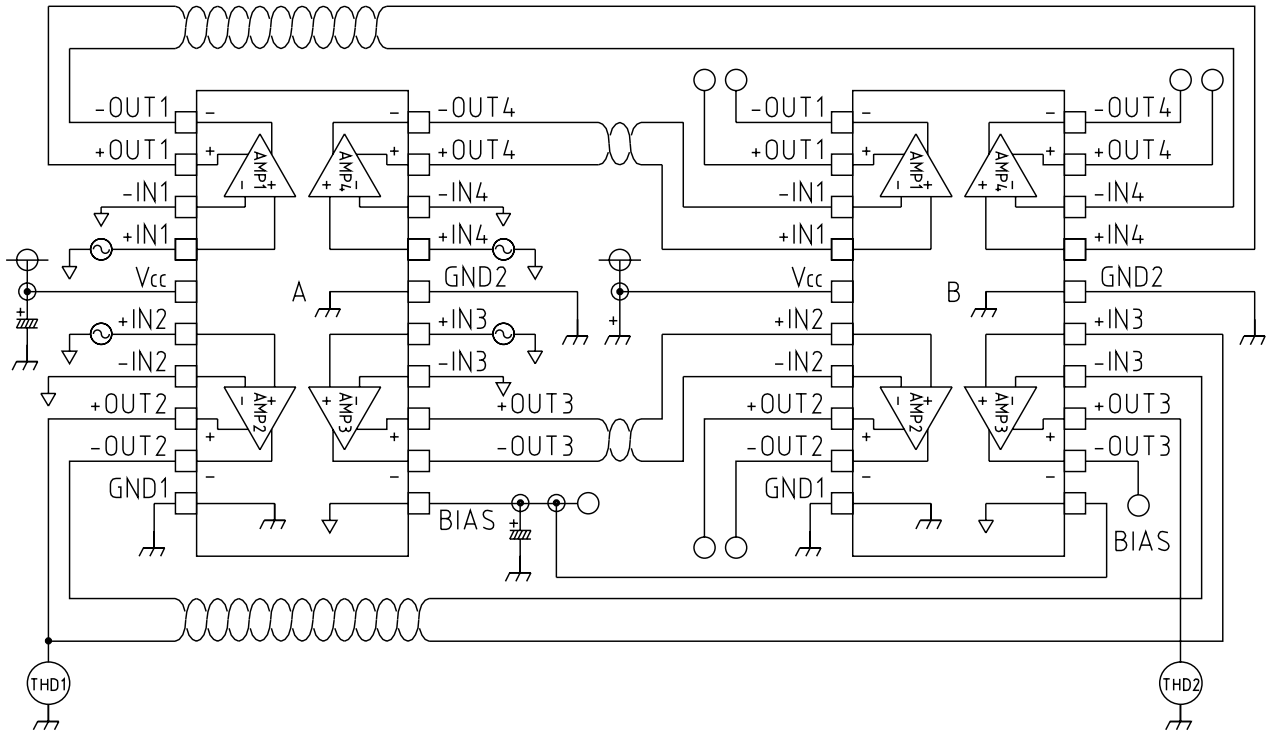 -OUT1
- -
-OUT4
-OUT1
- -
-OUT4
+OUT1
+ +
+OUT4
+OUT1
+ +
+OUT4
AMP1
- +
AMP4
+ -
AMP1
- +
AMP4
+ -
-IN1
-IN4
-IN1
-IN4
+IN1
+IN4
+IN1
+IN4
Vcc
A
GND2
Vcc
B
GND2
+
+IN2
+IN3
+
+IN2
+IN3
-IN2
-IN3
-IN2
-IN3
AMP2
- +
AMP3
+ -
AMP2
- +
AMP3
+ -
+OUT2
+ +
+OUT3
+OUT2
+ +
+OUT3
-OUT2
- -
-OUT3
-OUT2
- -
-OUT3
GND1
BIAS
+
GND1
BIAS
THD1
THD2